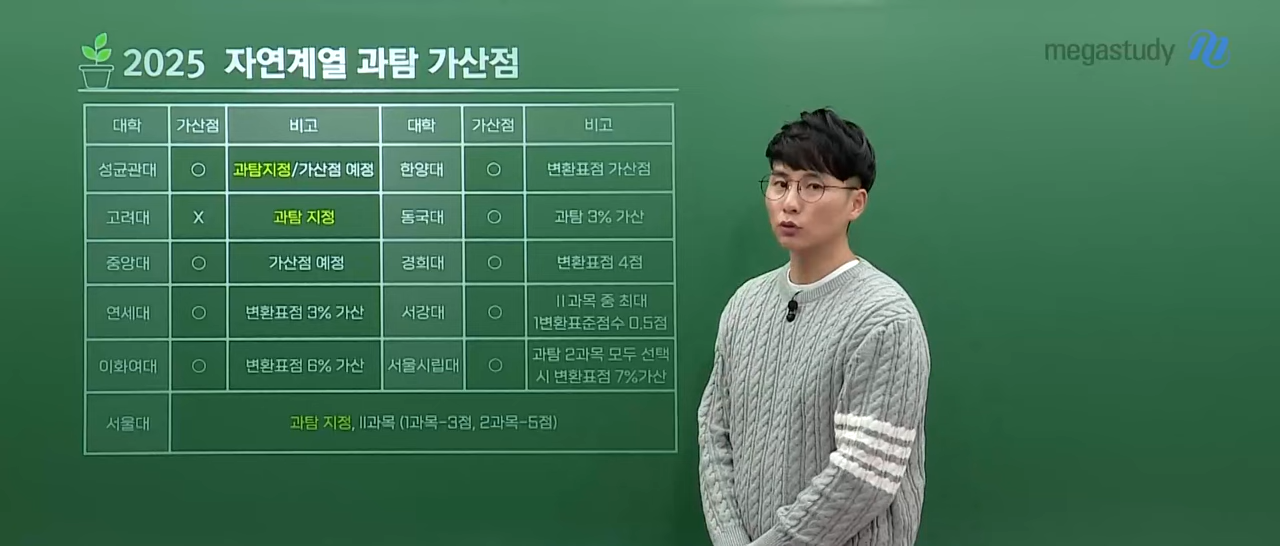 2025 자연계열 과탐 가산점
megastudy
대학 가산점 비고 대학 가산점 비고
성균관대 ○ 과탐지정/가산점 예정 한양대 ○ 변환표점 가산점
고려대 X 과탐 지정 동국대 ○ 과탐 3% 가산
중앙대 ○ 가산점 예정 경희대 ○ 변환표점 4점
연세대 ○ 변환표점 3% 가산 서강대 ○ II과목 중 최대
1변환표준점수 0.5점
이화여대 ○ 변환표점 6% 가산 서울시립대 ○ 과탐 2과목 모두 선택
시 변환표점 7%가산
서울대 과탐 지정, II과목 (1과목-3점, 2과목-5점)